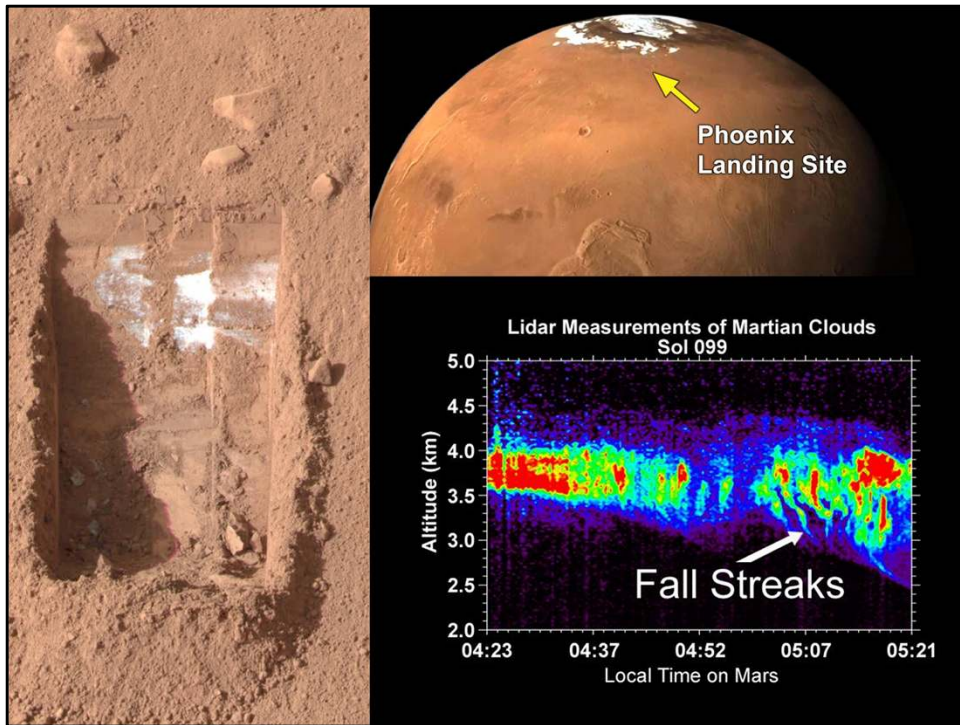 Phoenix
Landing Site
Lidar Measurements of Martian Clouds
Sol 099
5.0
4.5
4.0
3.5
3.0
2.5
2.0
Altitude (km)
Fall Streaks
04:23 04:37 04:52 05:07 05:21
Local Time on Mars